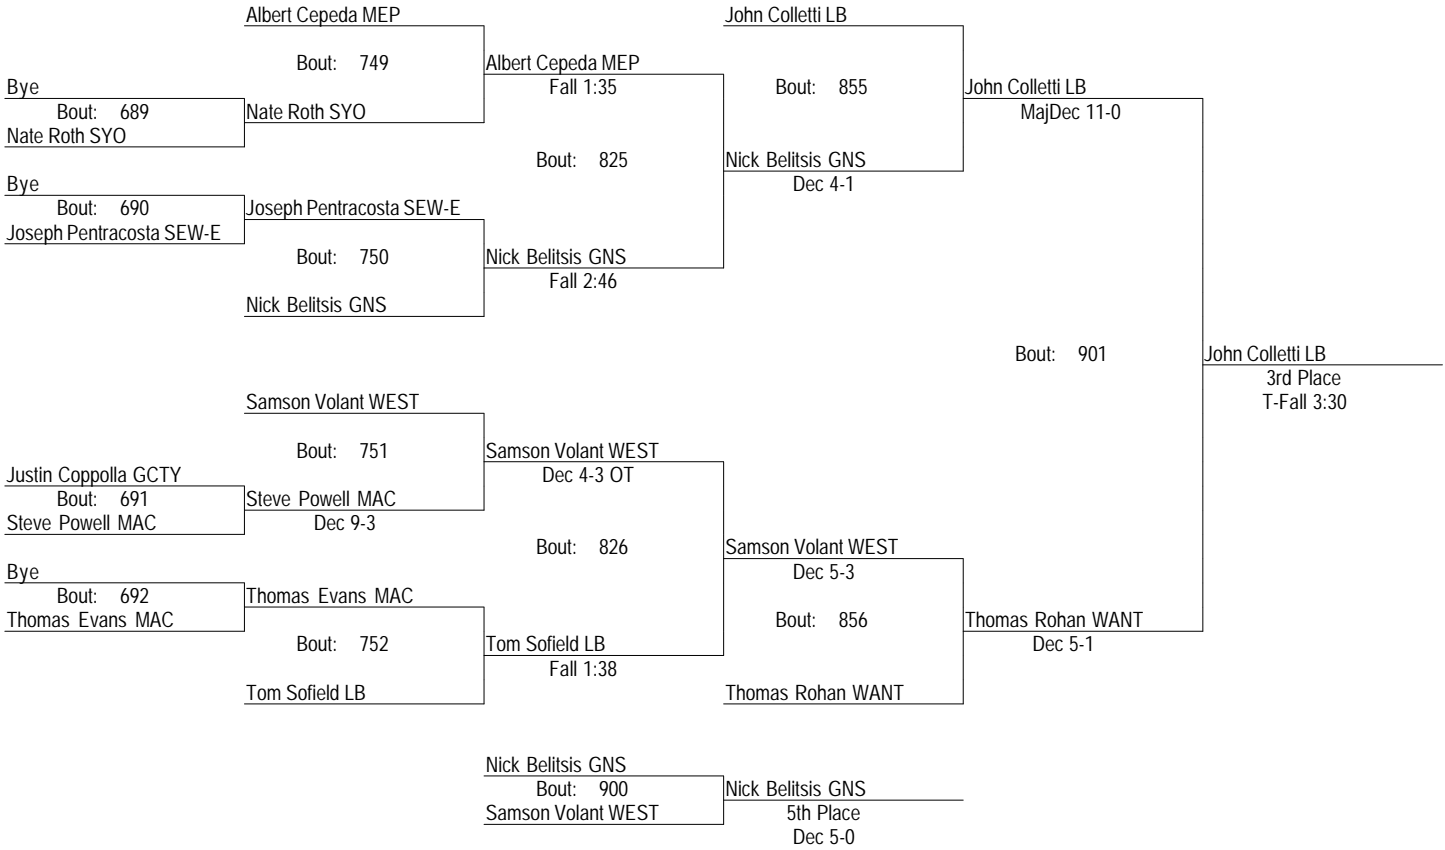 Albert Cepeda MEP
John Colletti LB
Bout: 749
Albert Cepeda MEP
Fall 1:35
Bye
Bout: 689
Nate Roth SYO
Nate Roth SYO
Bout: 855
John Colletti LB
MajDec 11-0
Bout: 825
Nick Belitsis GNS
Dec 4-1
Bye
Bout: 690
Joseph Pentracosta SEW-E
Joseph Pentracosta SEW-E
Bout: 750
Nick Belitsis GNS
Fall 2:46
Nick Belitsis GNS
Bout: 901
John Colletti LB
3rd Place
T-Fall 3:30
Samson Volant WEST
Bout: 751
Samson Volant WEST
Dec 4-3 OT
Justin Coppolla GCTY
Bout: 691
Steve Powell MAC
Steve Powell MAC
Dec 9-3
Bout: 826
Samson Volant WEST
Dec 5-3
Bye
Bout: 692
Thomas Evans MAC
Thomas Evans MAC
Bout: 856
Thomas Rohan WANT
Dec 5-1
Bout: 752
Tom Sofield LB
Fall 1:38
Tom Sofield LB
Thomas Rohan WANT
Nick Belitsis GNS
Bout: 900
Samson Volant WEST
Nick Belitsis GNS
5th Place
Dec 5-0